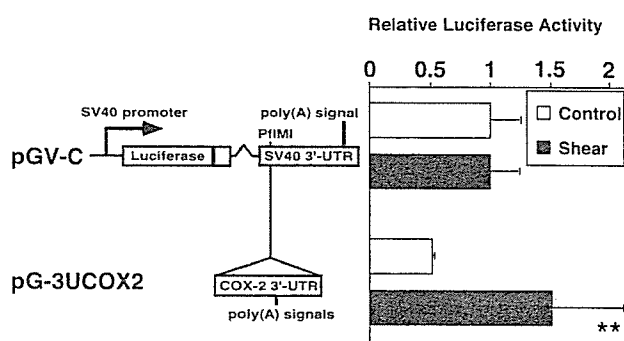 Relative Luciferase Activity
0 0.5 1 1.5 2
Control
Shear
SV40 promoter
poly(A) signal
PflMI
pGV-C
Luciferase
SV40 3'-UTR
pG-3UCOX2
COX-2 3'-UTR
poly(A) signals
**